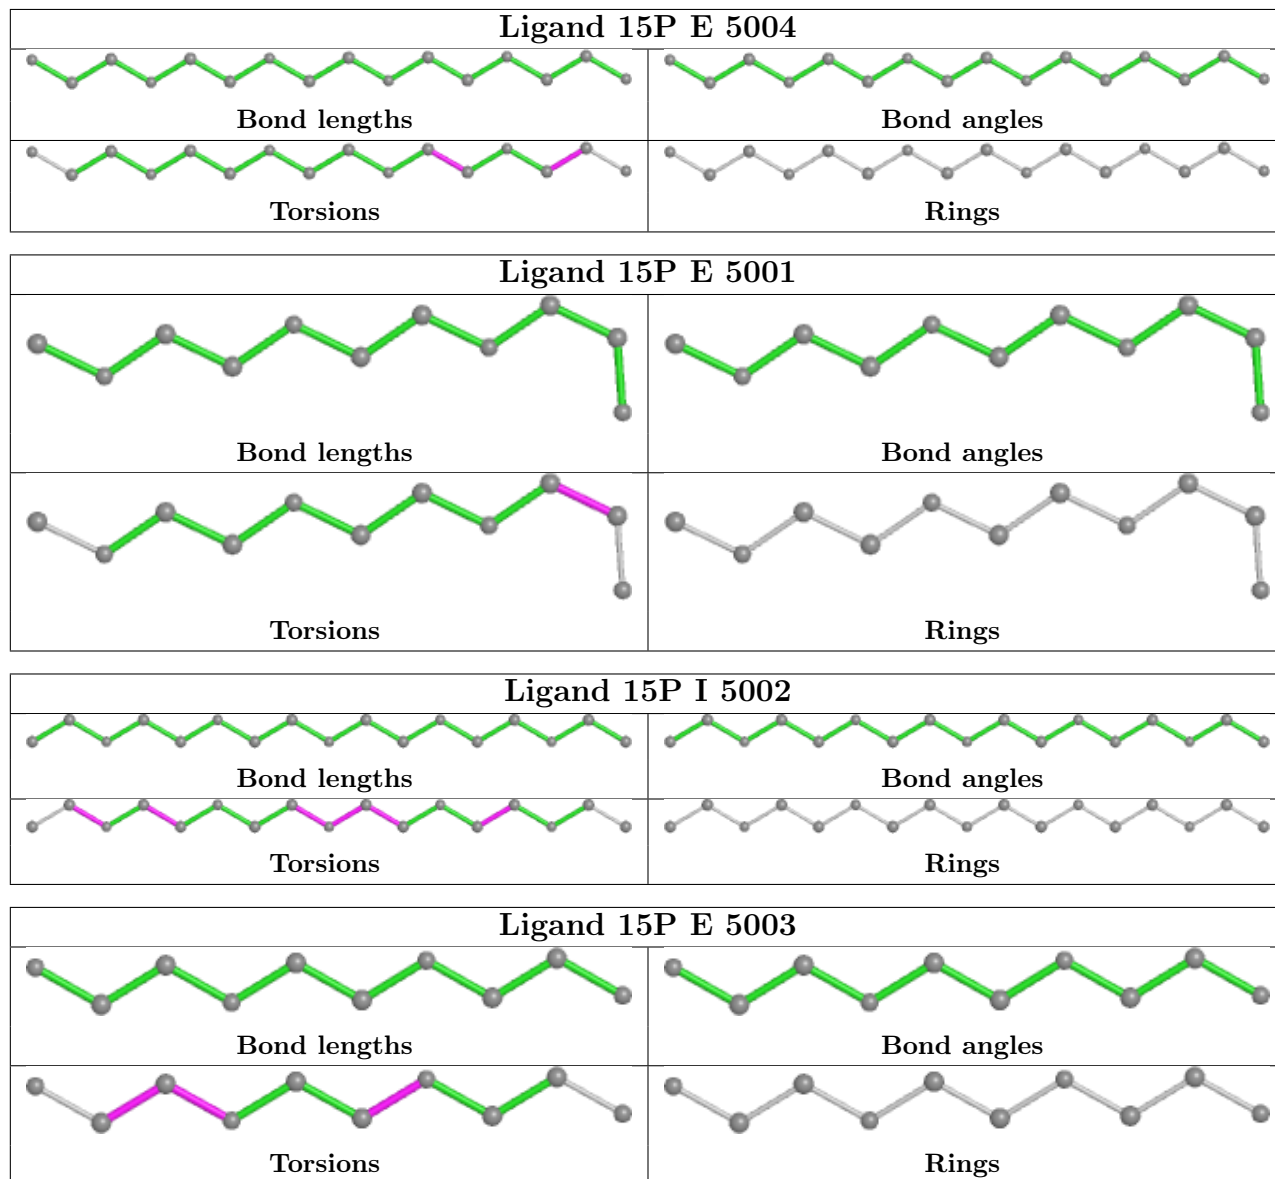 Ligand 15P E 5004
Bond lengths
Bond angles
Torsions
Rings
Ligand 15P E 5001
Bond lengths
Bond angles
Torsions
Rings
Ligand 15P I 5002
Bond lengths
Bond angles
Torsions
Rings
Ligand 15P E 5003
Bond lengths
Bond angles
Torsions
Rings